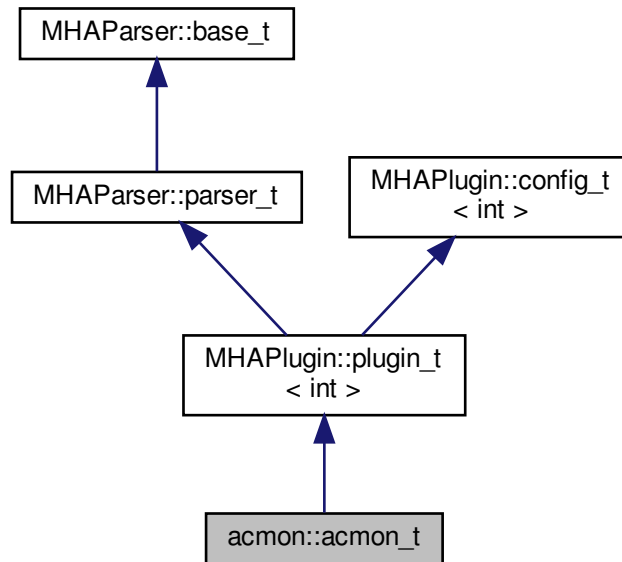 MHAParser::base_t
MHAParser::parser_t
MHAPlugin::config_t
< int >
MHAPlugin::plugin_t
< int >
acmon::acmon_t